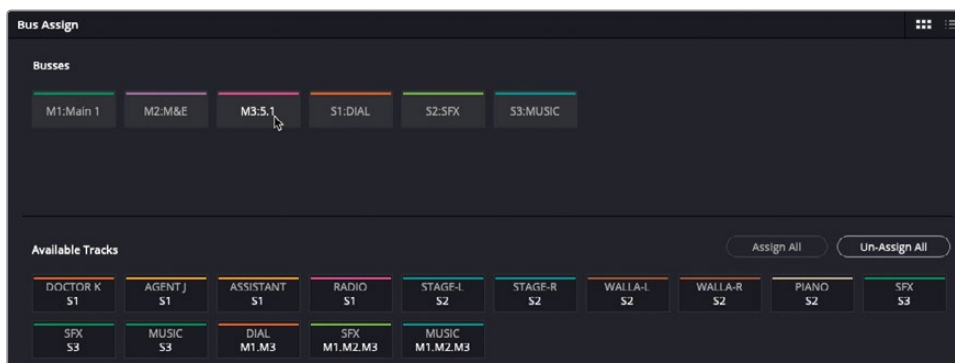 Bus Assign
Busses
M1:Main 1 M2:M&E M3:5.1 S1:DIAL S2:SFX S3:MUSIC
Available Tracks Assign All Un-Assign All
DOCTOR K AGENT J ASSISTANT RADIO STAGE-L STAGE-R WALLA-L WALLA-R PIANO SFX
S1 S1 S1 S1 S2 S2 S2 S2 S2 S3
SFX MUSIC DIAL SFX MUSIC
S3 S3 M1.M3 M1.M2.M3 M1.M2.M3